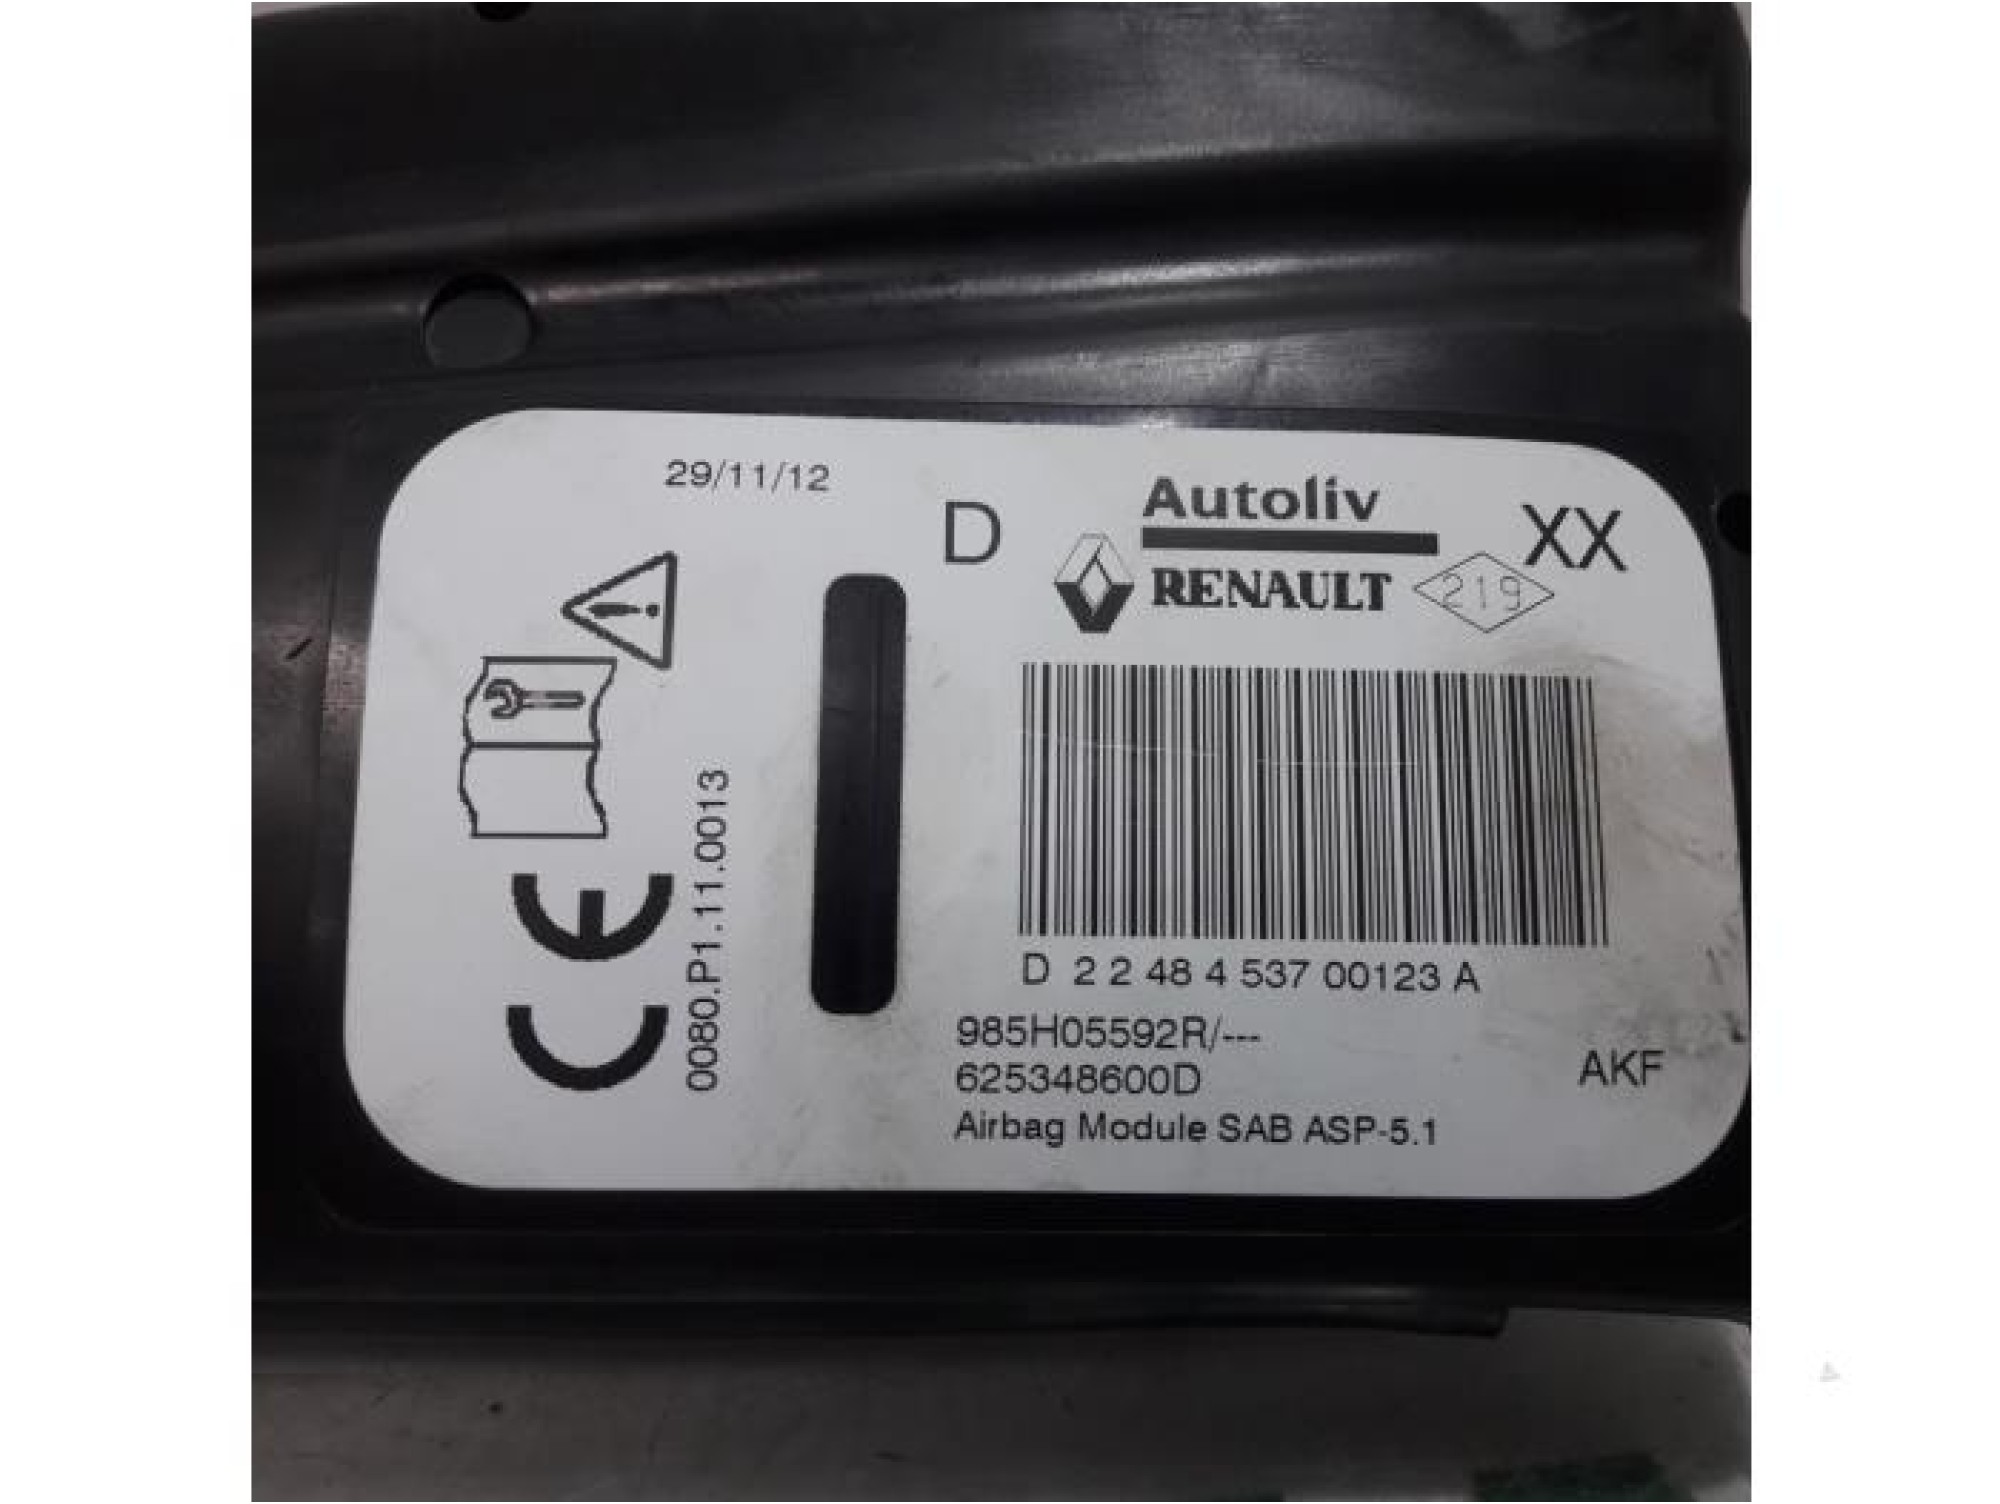 29/11/12
D
Autoliv
XX
RENAULT
219
D 2 2 48 4 537 00123 A
985H05592R/---
625348600D
AKF
Airbag Module SAB ASP-5.1
CE
0080.P1.11.0013